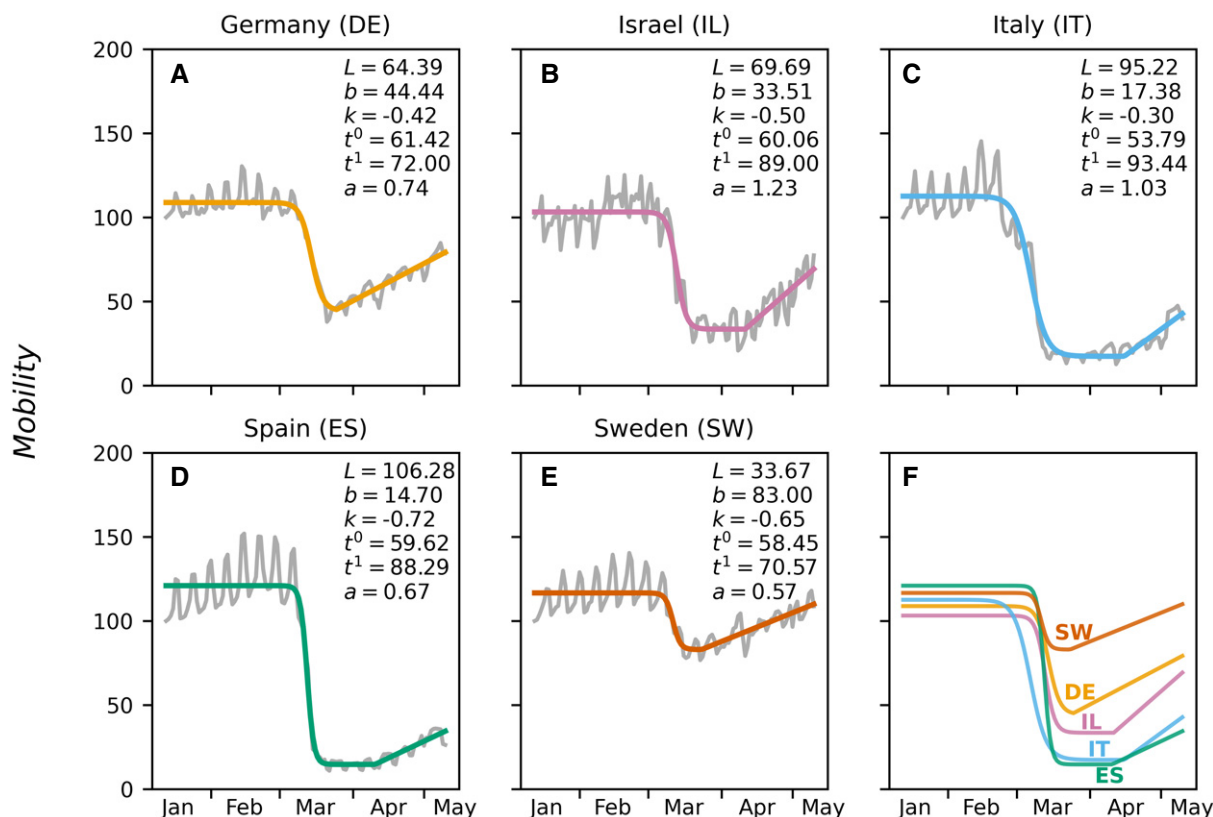 Germany (DE)
Israel (IL)
Italy (IT)
Mobility
200
150
100
50
0
A
L = 64.39
b = 44.44
k = -0.42
t⁰ = 61.42
t¹ = 72.00
a = 0.74
B
L = 69.69
b = 33.51
k = -0.50
t⁰ = 60.06
t¹ = 89.00
a = 1.23
C
L = 95.22
b = 17.38
k = -0.30
t⁰ = 53.79
t¹ = 93.44
a = 1.03
Spain (ES)
Sweden (SW)
200
150
100
50
0
D
L = 106.28
b = 14.70
k = -0.72
t⁰ = 59.62
t¹ = 88.29
a = 0.67
E
L = 33.67
b = 83.00
k = -0.65
t⁰ = 58.45
t¹ = 70.57
a = 0.57
F
SW
DE
IL
IT
ES
Jan Feb Mar Apr May
Jan Feb Mar Apr May
Jan Feb Mar Apr May